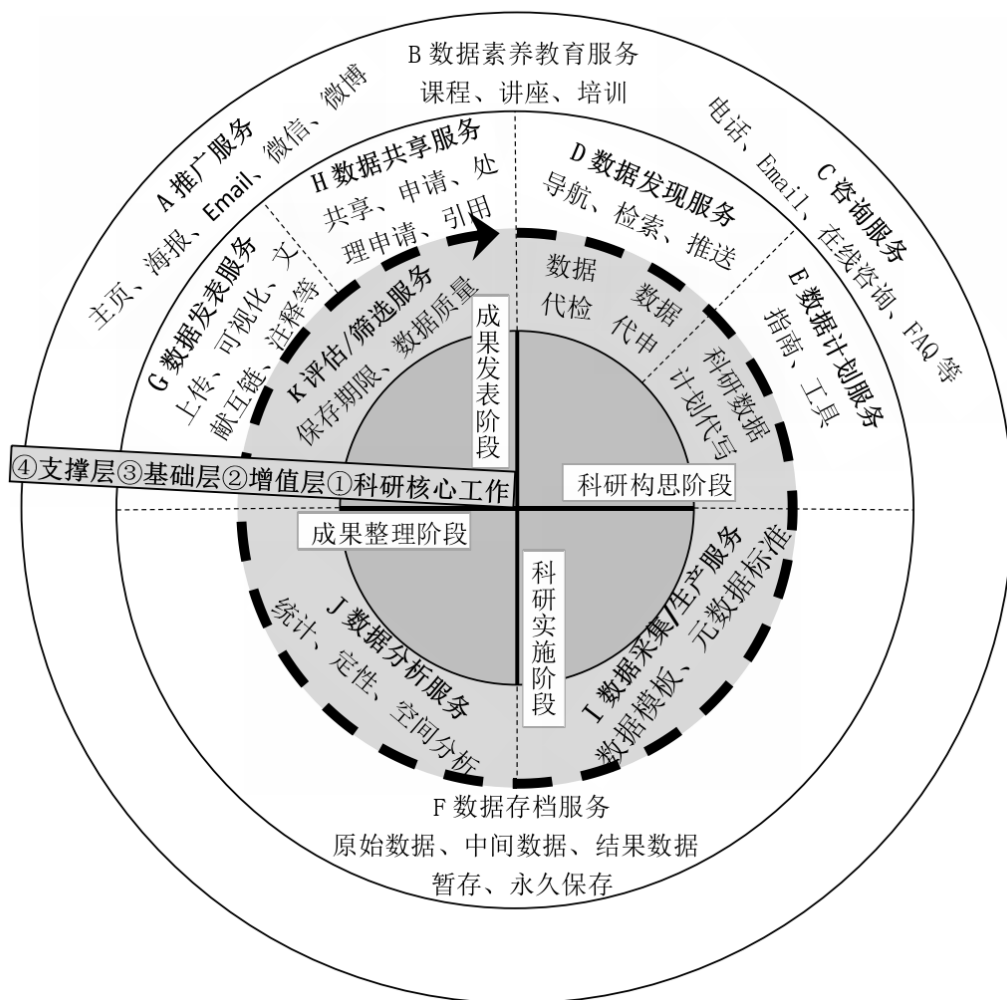 B 数据素养教育服务
课程、讲座、培训
A 推广服务
主页、海报、Email、微信、微博
C 咨询服务
电话、Email、在线咨询、FAQ 等
H 数据共享服务
共享、申请、处
理申请、引用
D 数据发现服务
导航、检索、推送
G 数据发表服务
上传、可视化、文
献互链、注释等
E 数据计划服务
指南、工具
K 评估/筛选服务
保存期限、数据质量
数据
代检
数据
代申
科研数据
计划代写
成果发表阶段
科研构思阶段
④支撑层③基础层②增值层①科研核心工作
成果整理阶段
科研实施阶段
J 数据分析服务
统计、定性、空间分析
I 数据采集/生产服务
数据模板、元数据标准
F 数据存档服务
原始数据、中间数据、结果数据
暂存、永久保存